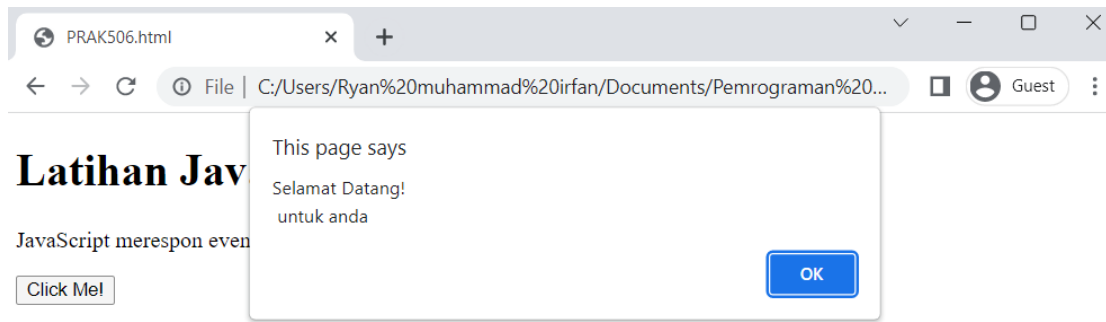 PRAK506.html
File | C:/Users/Ryan%20muhammad%20irfan/Documents/Pemrograman%20...
Guest
This page says
Selamat Datang!
untuk anda
OK
Latihan Jav
JavaScript merespon even
Click Me!